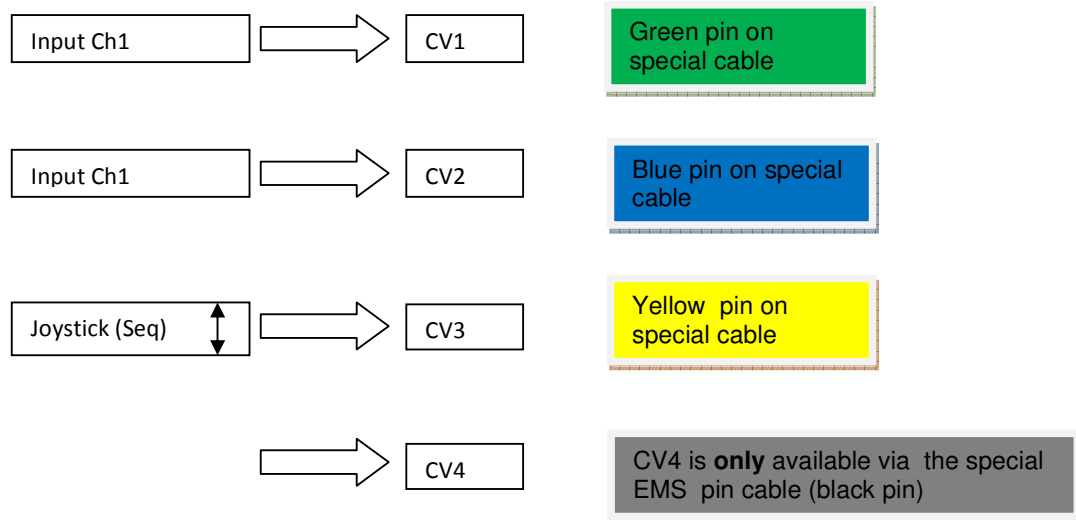 Input Ch1
CV1
Green pin on
special cable
Input Ch1
CV2
Blue pin on special
cable
Joystick (Seq)
CV3
Yellow pin on
special cable
CV4
CV4 is only available via the special
EMS pin cable (black pin)